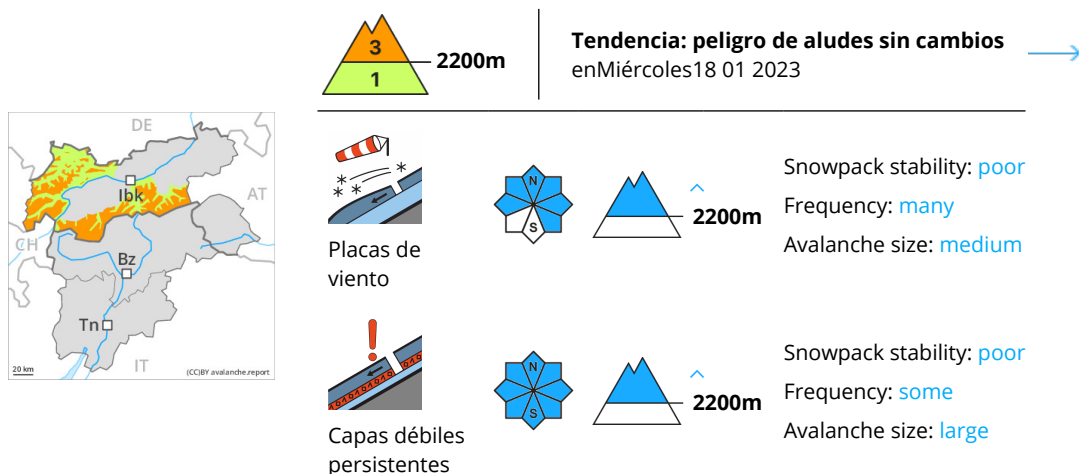 3
2200m
1
Tendencia: peligro de aludes sin cambios
enMiércoles18 01 2023
DE
AT
Ibk
CH
Bz
Tn
IT
20 km
(CC)BY avalanche.report
N
S
2200m
Placas de
viento
Snowpack stability: poor
Frequency: many
Avalanche size: medium
N
S
2200m
Capas débiles
persistentes
Snowpack stability: poor
Frequency: some
Avalanche size: large